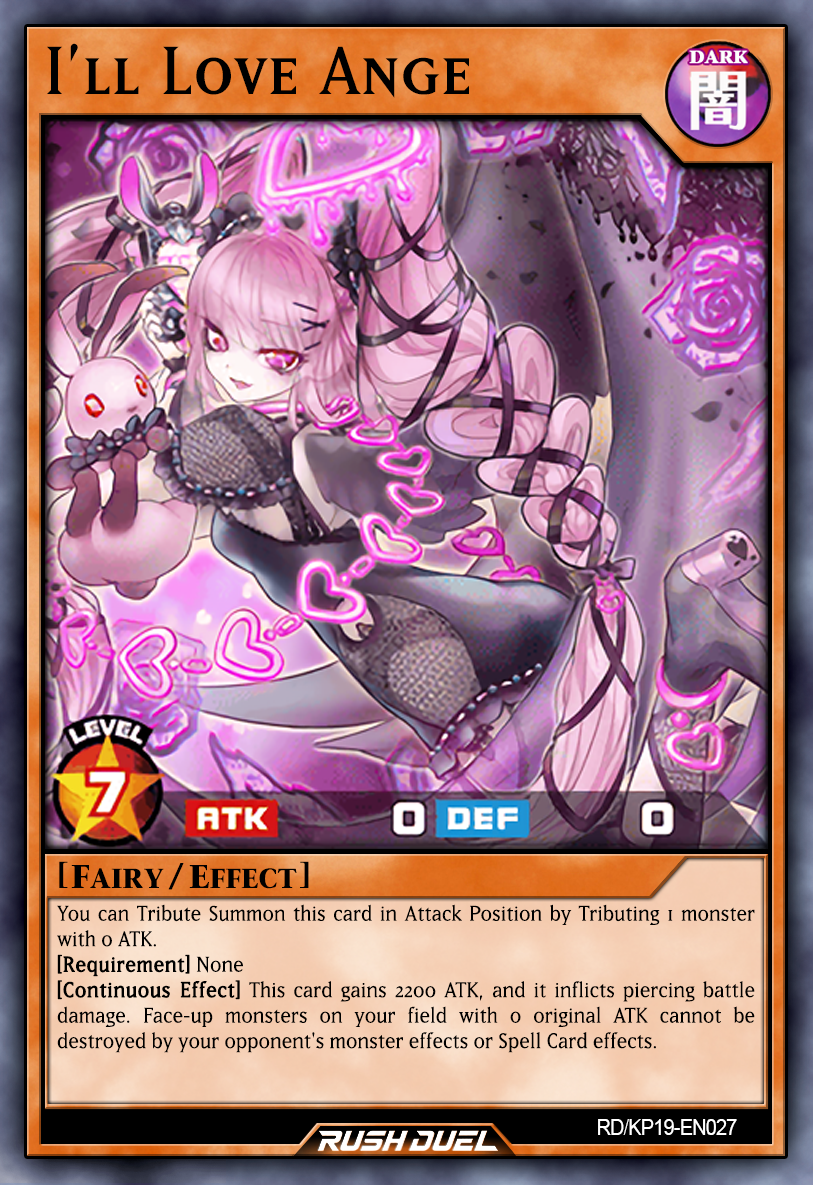 I'll Love Ange
DARK
闇
LEVEL
7
ATK 0 DEF 0
[Fairy / Effect]
You can Tribute Summon this card in Attack Position by Tributing 1 monster
with 0 ATK.
[Requirement] None
[Continuous Effect] This card gains 2200 ATK, and it inflicts piercing battle
damage. Face-up monsters on your field with 0 original ATK cannot be
destroyed by your opponent's monster effects or Spell Card effects.
RD/KP19-EN027
RUSH DUEL